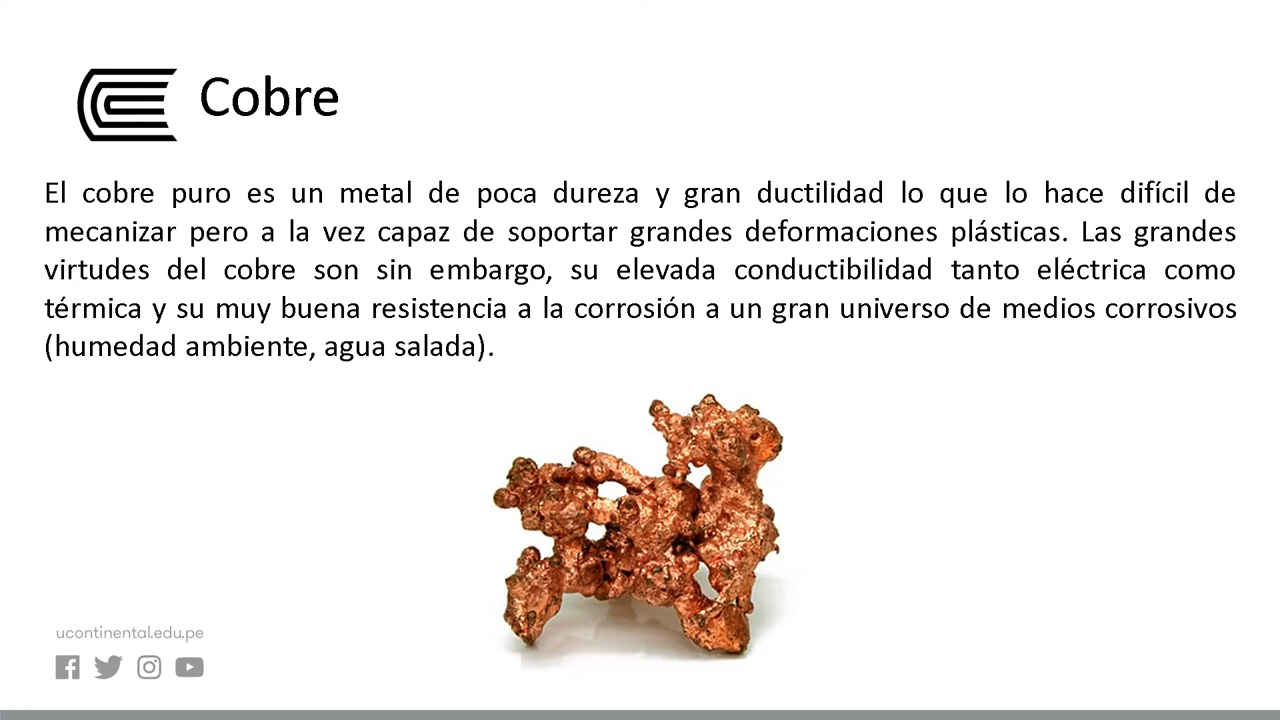 Cobre
El cobre puro es un metal de poca dureza y gran ductilidad lo que lo hace difícil de
mecanizar pero a la vez capaz de soportar grandes deformaciones plásticas. Las grandes
virtudes del cobre son sin embargo, su elevada conductibilidad tanto eléctrica como
térmica y su muy buena resistencia a la corrosión a un gran universo de medios corrosivos
(humedad ambiente, agua salada).
ucontinental.edu.pe